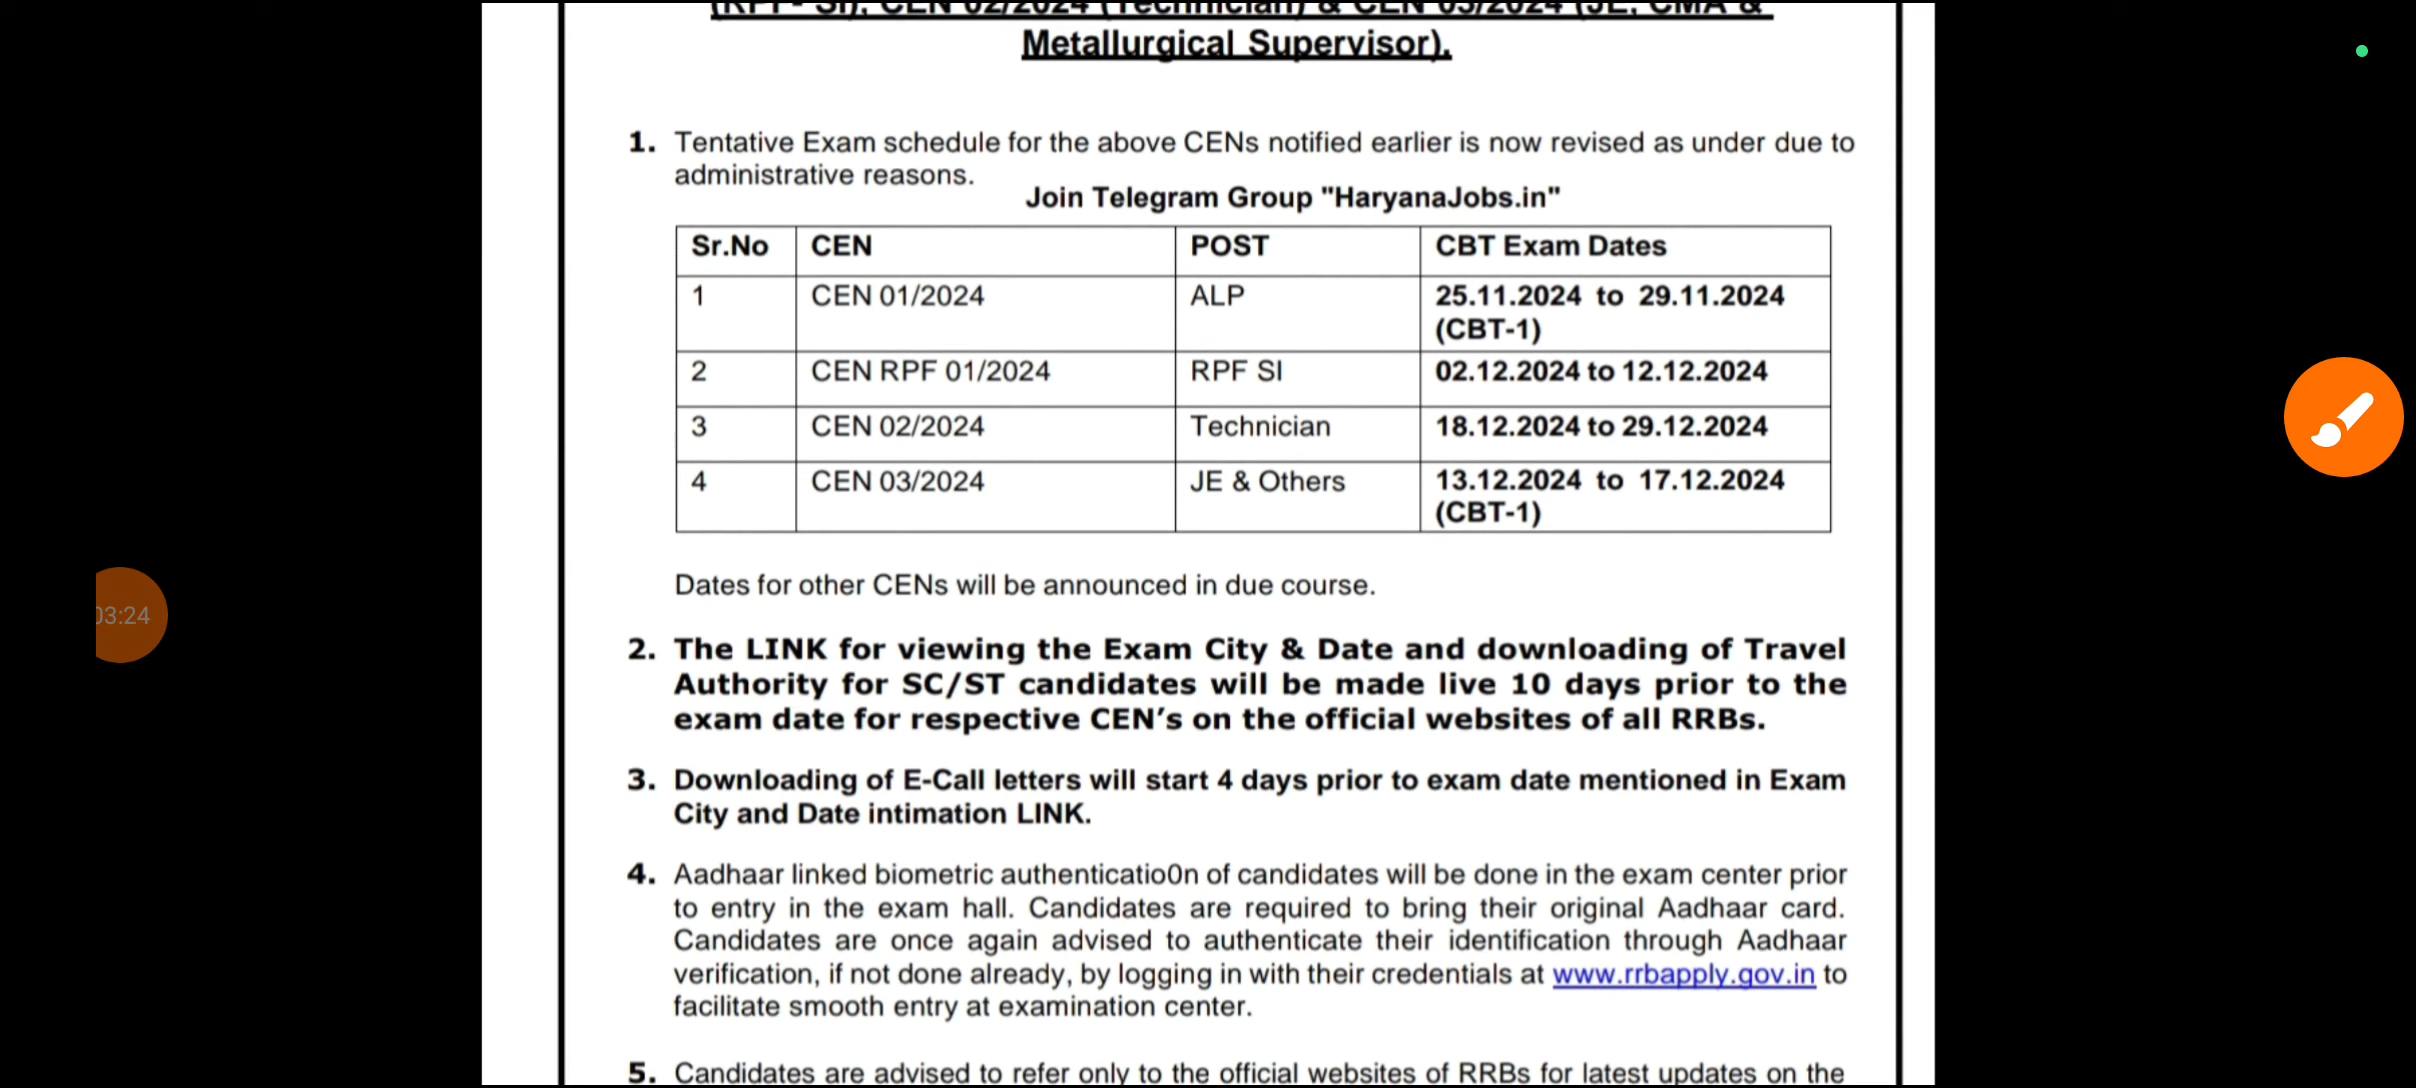 (RPF- SI), CEN 02/2024 (Technician) & CEN 03/2024 (JE, CMA &
Metallurgical Supervisor).
1. Tentative Exam schedule for the above CENs notified earlier is now revised as under due to
administrative reasons.
Join Telegram Group "HaryanaJobs.in"
Sr.No CEN POST CBT Exam Dates
1 CEN 01/2024 ALP 25.11.2024 to 29.11.2024
(CBT-1)
2 CEN RPF 01/2024 RPF SI 02.12.2024 to 12.12.2024
3 CEN 02/2024 Technician 18.12.2024 to 29.12.2024
4 CEN 03/2024 JE & Others 13.12.2024 to 17.12.2024
(CBT-1)
Dates for other CENs will be announced in due course.
2. The LINK for viewing the Exam City & Date and downloading of Travel
Authority for SC/ST candidates will be made live 10 days prior to the
exam date for respective CEN’s on the official websites of all RRBs.
03:24
3. Downloading of E-Call letters will start 4 days prior to exam date mentioned in Exam
City and Date intimation LINK.
4. Aadhaar linked biometric authenticatio0n of candidates will be done in the exam center prior
to entry in the exam hall. Candidates are required to bring their original Aadhaar card.
Candidates are once again advised to authenticate their identification through Aadhaar
verification, if not done already, by logging in with their credentials at www.rrbapply.gov.in to
facilitate smooth entry at examination center.
5. Candidates are advised to refer only to the official websites of RRBs for latest updates on the